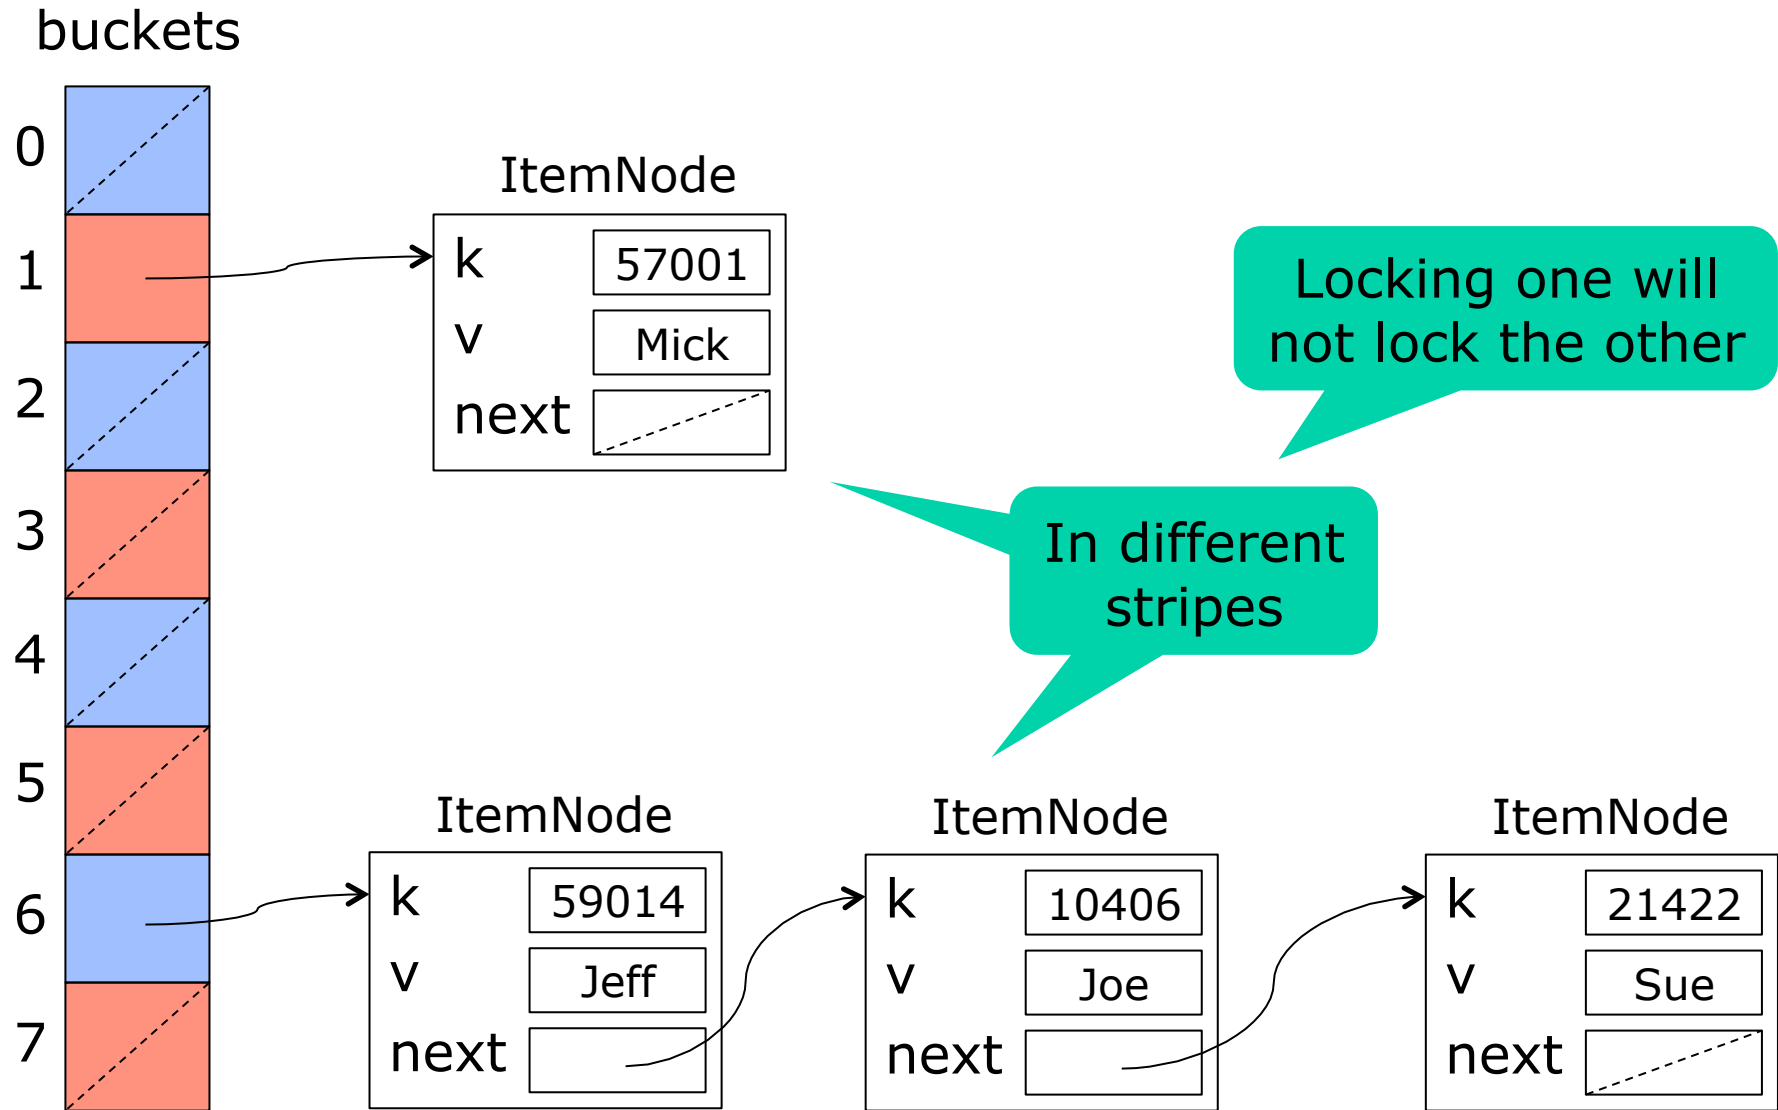 buckets
0
1
2
3
4
5
6
7
ItemNode
k 57001
v Mick
next
Locking one will
not lock the other
In different
stripes
ItemNode
k 59014
v Jeff
next
ItemNode
k 10406
v Joe
next
ItemNode
k 21422
v Sue
next